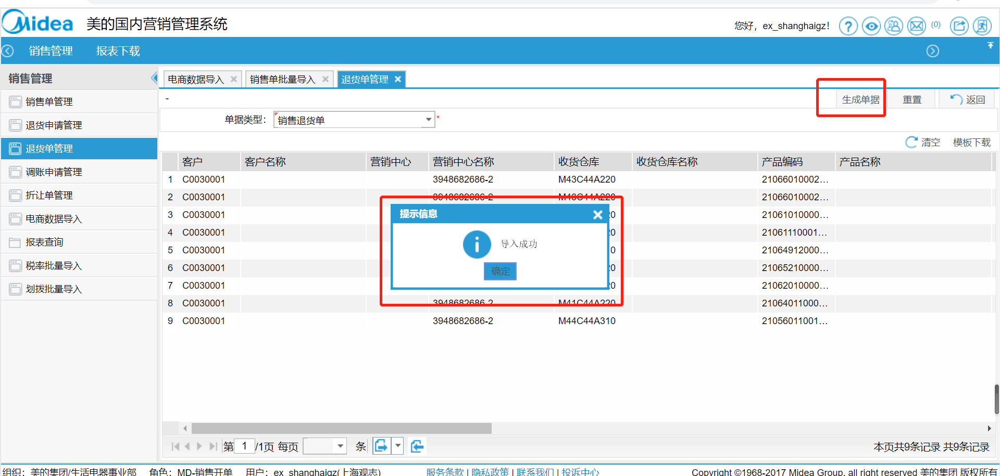 Midea 美的国内营销管理系统 您好，ex_shanghaigz！ (0)
销售管理 报表下载
销售管理
销售单管理
退货申请管理
退货单管理
调账申请管理
折让单管理
电商数据导入
报表查询
税率批量导入
划拨批量导入
电商数据导入 销售单批量导入 退货单管理
- 生成单据 重置 返回
单据类型： 销售退货单 *
清空 模板下载
客户 客户名称 营销中心 营销中心名称 收货仓库 收货仓库名称 产品编码 产品名称
1 C0030001 3948682686-2 M43C44A220 21066010002...
2 C0030001 3948682686-2 M43C44A220 21066010002...
3 C0030001 0 21061010000...
4 C0030001 0 21061110001...
5 C0030001 0 21064912000...
6 C0030001 0 21065210000...
7 C0030001 0 21062010000...
8 C0030001 3948682686-2 M41C44A220 21064011000...
9 C0030001 3948682686-2 M44C44A310 21056011001...
提示信息
导入成功
确定
第 1 /1页 每页 条 本页共9条记录 共9条记录
组织：美的集团/生活电器事业部 角色：MD-销售开单 用户：ex_shanghaigz(上海观志) 服务条款 | 隐私政策 | 联系我们 | 投诉中心 Copyright ©1968-2017 Midea Group. all right reserved 美的集团 版权所有